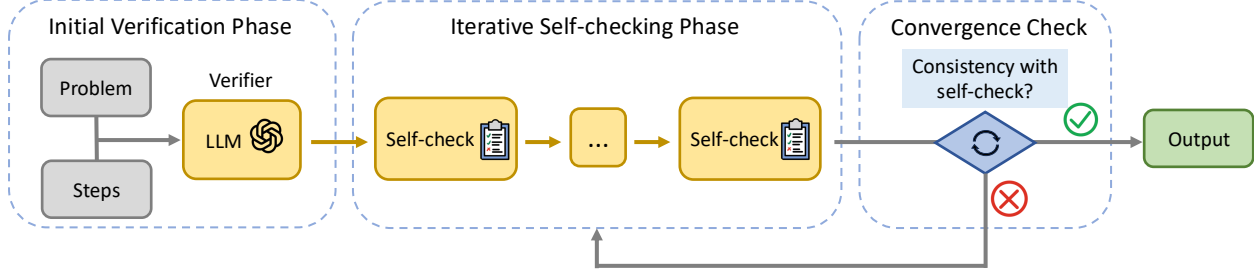 Initial Verification Phase
Problem
Steps
Verifier
LLM
Iterative Self-checking Phase
Self-check
...
Self-check
Convergence Check
Consistency with
self-check?
Output